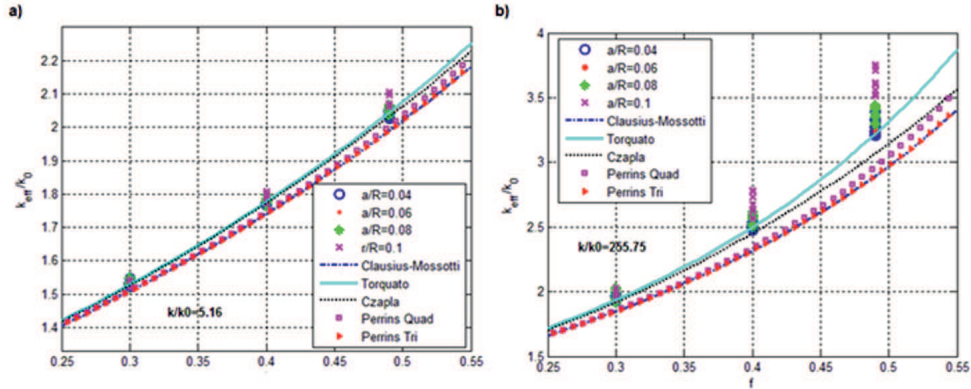 a)
k_eff/k_0
2.2
2.1
2
1.9
1.8
1.7
1.6
1.5
1.4
0.25 0.3 0.35 0.4 0.45 0.5 0.55
k/k0=5.16
a/R=0.04
a/R=0.06
a/R=0.08
r/R=0.1
Clausius-Mossotti
Torquato
Czapla
Perrins Quad
Perrins Tri
b)
k_eff/k_0
4
3.5
3
2.5
2
1.5
0.25 0.3 0.35 0.4 0.45 0.5 0.55
f
k/k0=255.75
a/R=0.04
a/R=0.06
a/R=0.08
a/R=0.1
Clausius-Mossotti
Torquato
Czapla
Perrins Quad
Perrins Tri